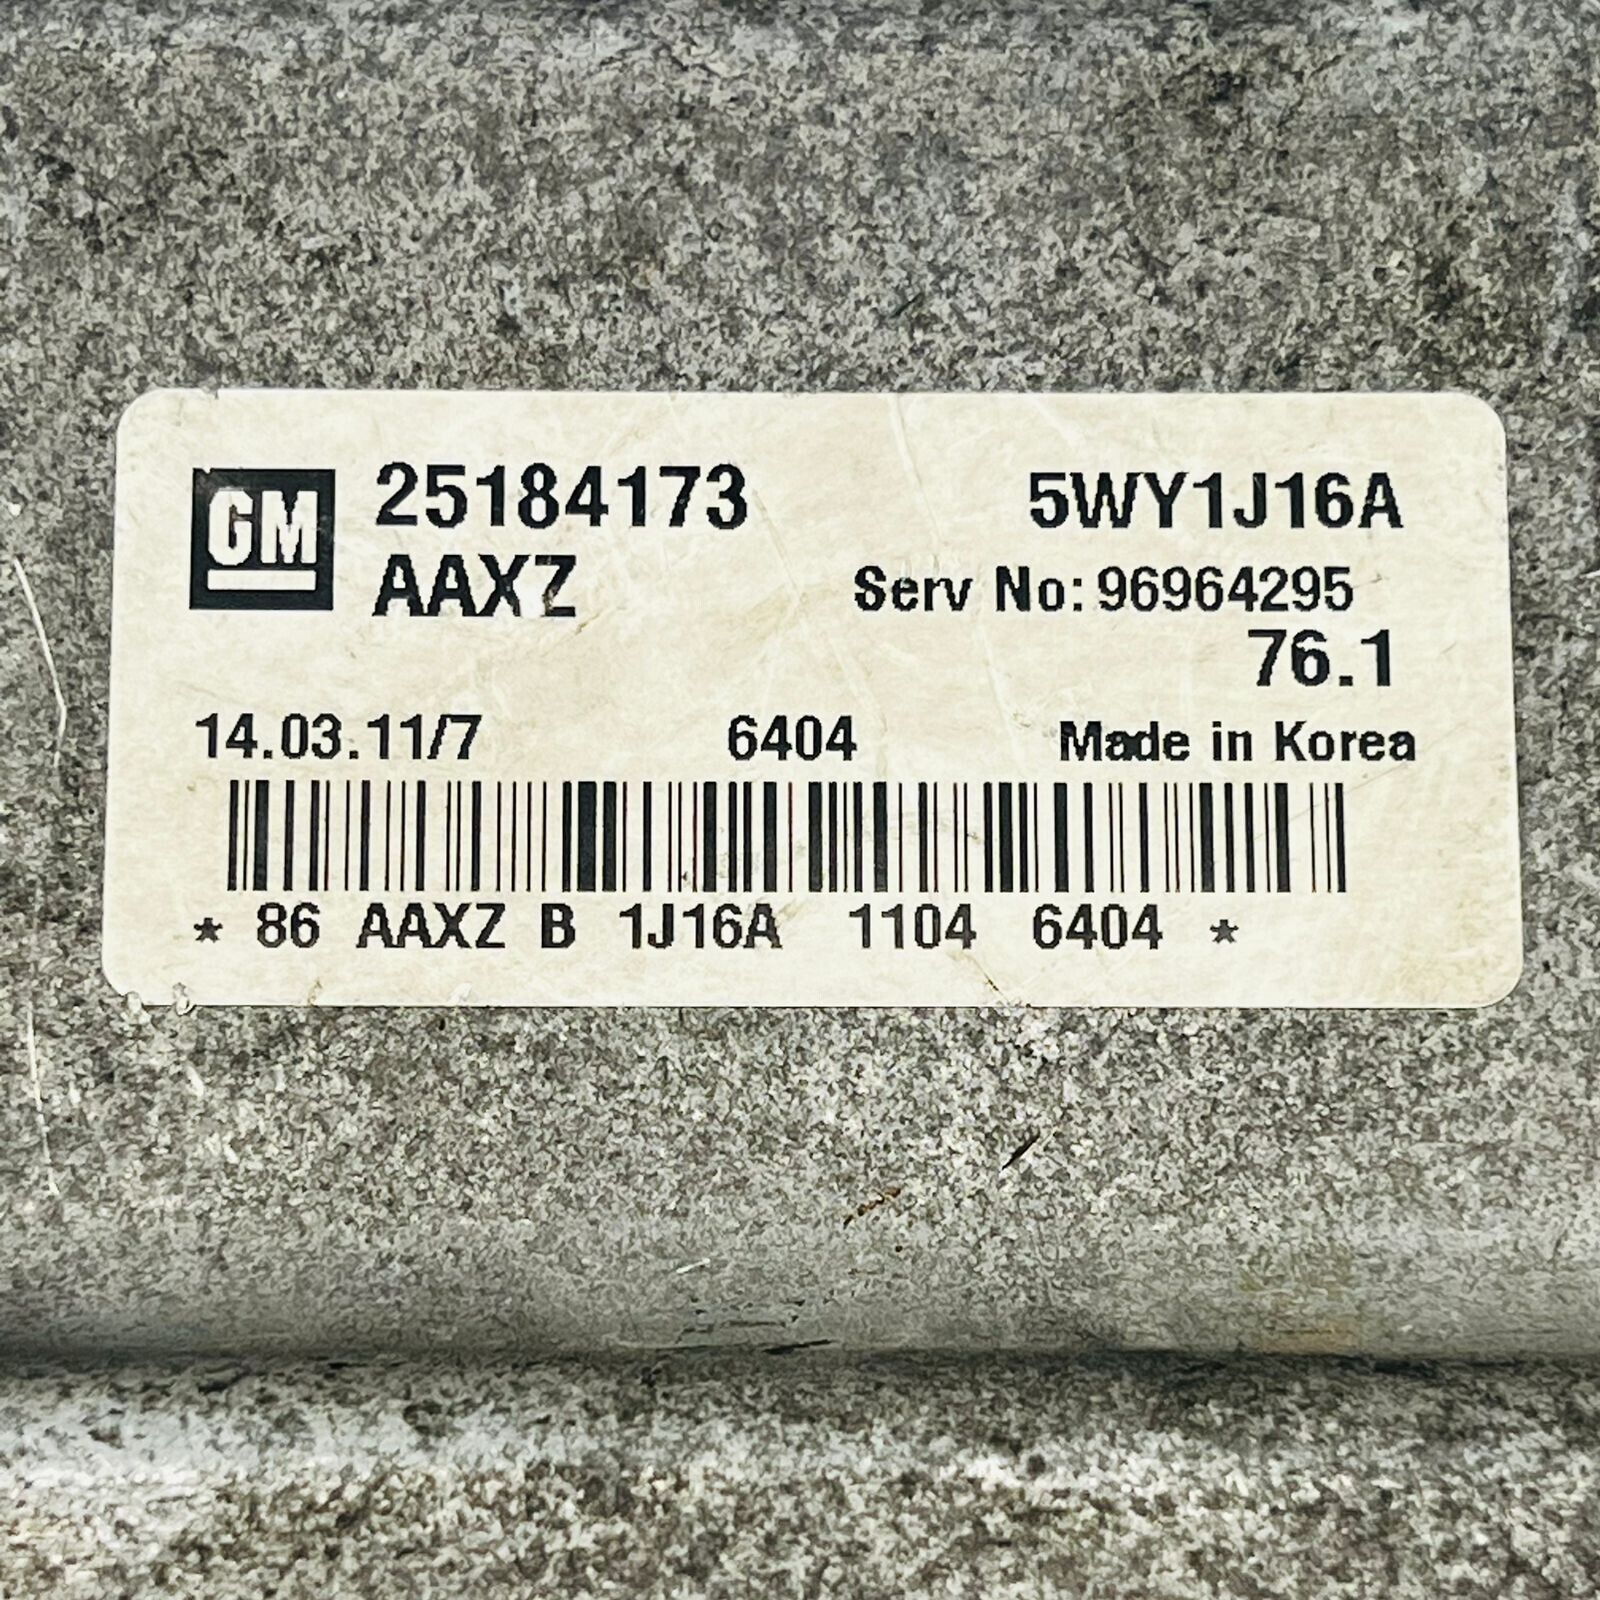 GM 25184173 5WY1J16A
AAXZ Serv No: 96964295
76.1
14.03.11/7 6404 Made in Korea
* 86 AAXZ B 1J16A 1104 6404 *